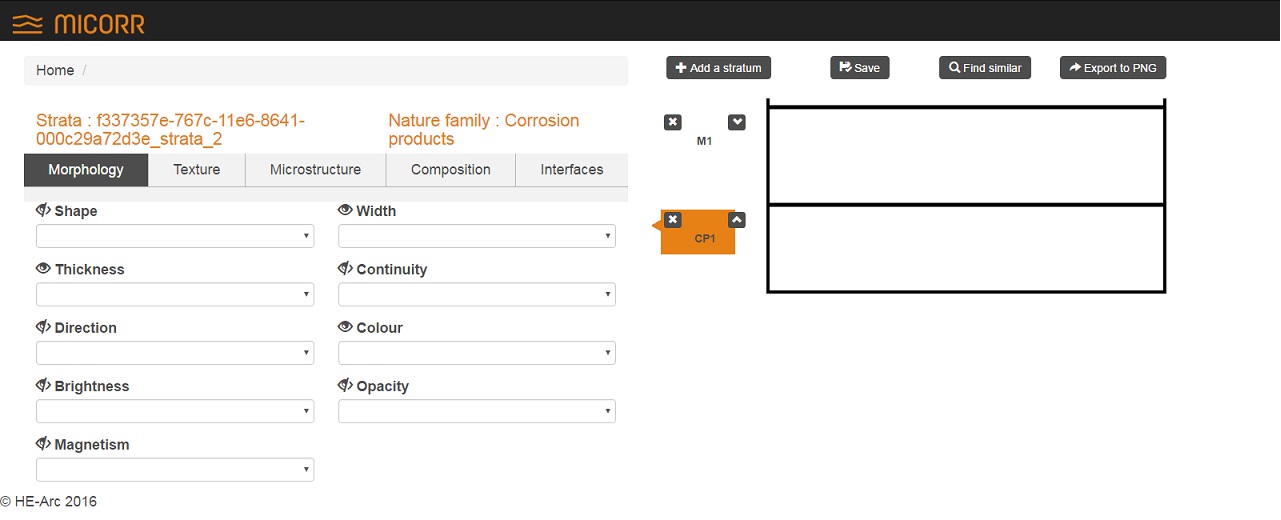 MICORR
Home /
Add a stratum
Save
Find similar
Export to PNG
Strata : f337357e-767c-11e6-8641-
000c29a72d3e_strata_2
Nature family : Corrosion
products
Morphology
Texture
Microstructure
Composition
Interfaces
Shape
Width
Thickness
Continuity
Direction
Colour
Brightness
Opacity
Magnetism
M1
CP1
© HE-Arc 2016